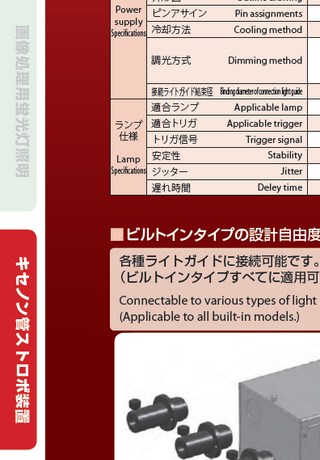 Power
supply
Specifications
ピンアサイン Pin assignments
冷却方法 Cooling method
調光方式 Dimming method
接続ライトガイド結束径 Binding diameter of connection light guide
ランプ
仕様
Lamp
Specifications
適合ランプ Applicable lamp
適合トリガ Applicable trigger
トリガ信号 Trigger signal
安定性 Stability
ジッター Jitter
遅れ時間 Deley time
■ビルトインタイプの設計自由度
各種ライトガイドに接続可能です。
（ビルトインタイプすべてに適用可
Connectable to various types of light
(Applicable to all built-in models.)
画像処理用蛍光灯照明
キセノン管ストロボ装置